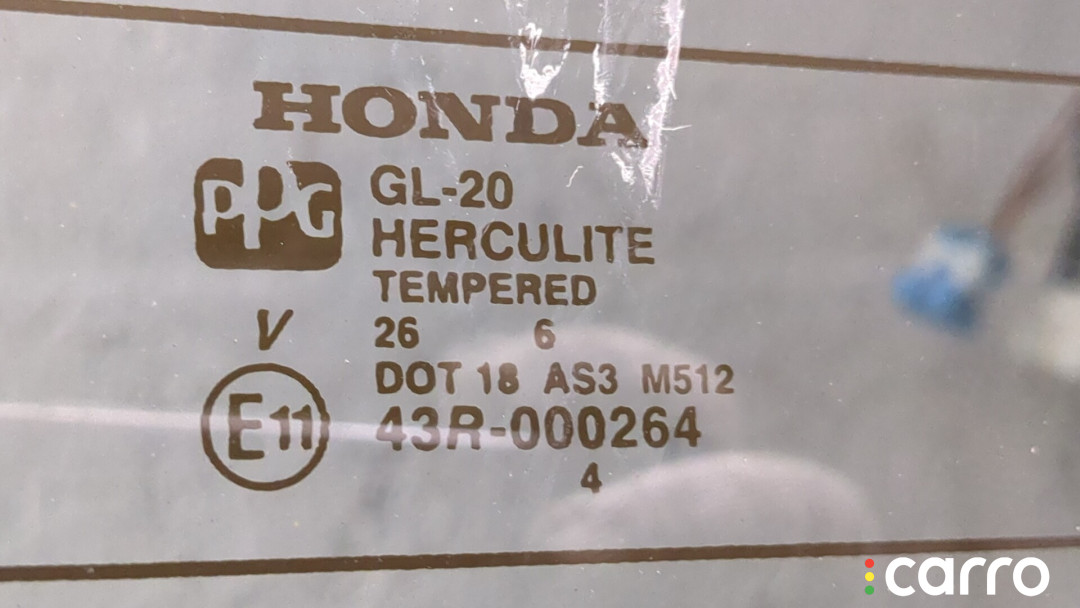 HONDA
PPG GL-20
HERCULITE
TEMPERED
V 26 6
DOT 18 AS3 M512
E11 43R-000264
4
carro